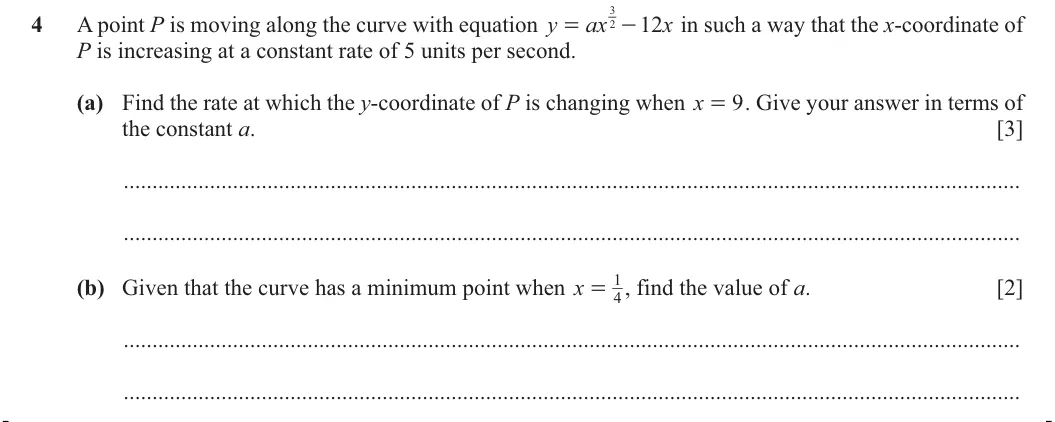 4 A point P is moving along the curve with equation y = ax^{3/2} − 12x in such a way that the x-coordinate of
P is increasing at a constant rate of 5 units per second.
(a) Find the rate at which the y-coordinate of P is changing when x = 9. Give your answer in terms of
the constant a. [3]
(b) Given that the curve has a minimum point when x = 1/4, find the value of a. [2]